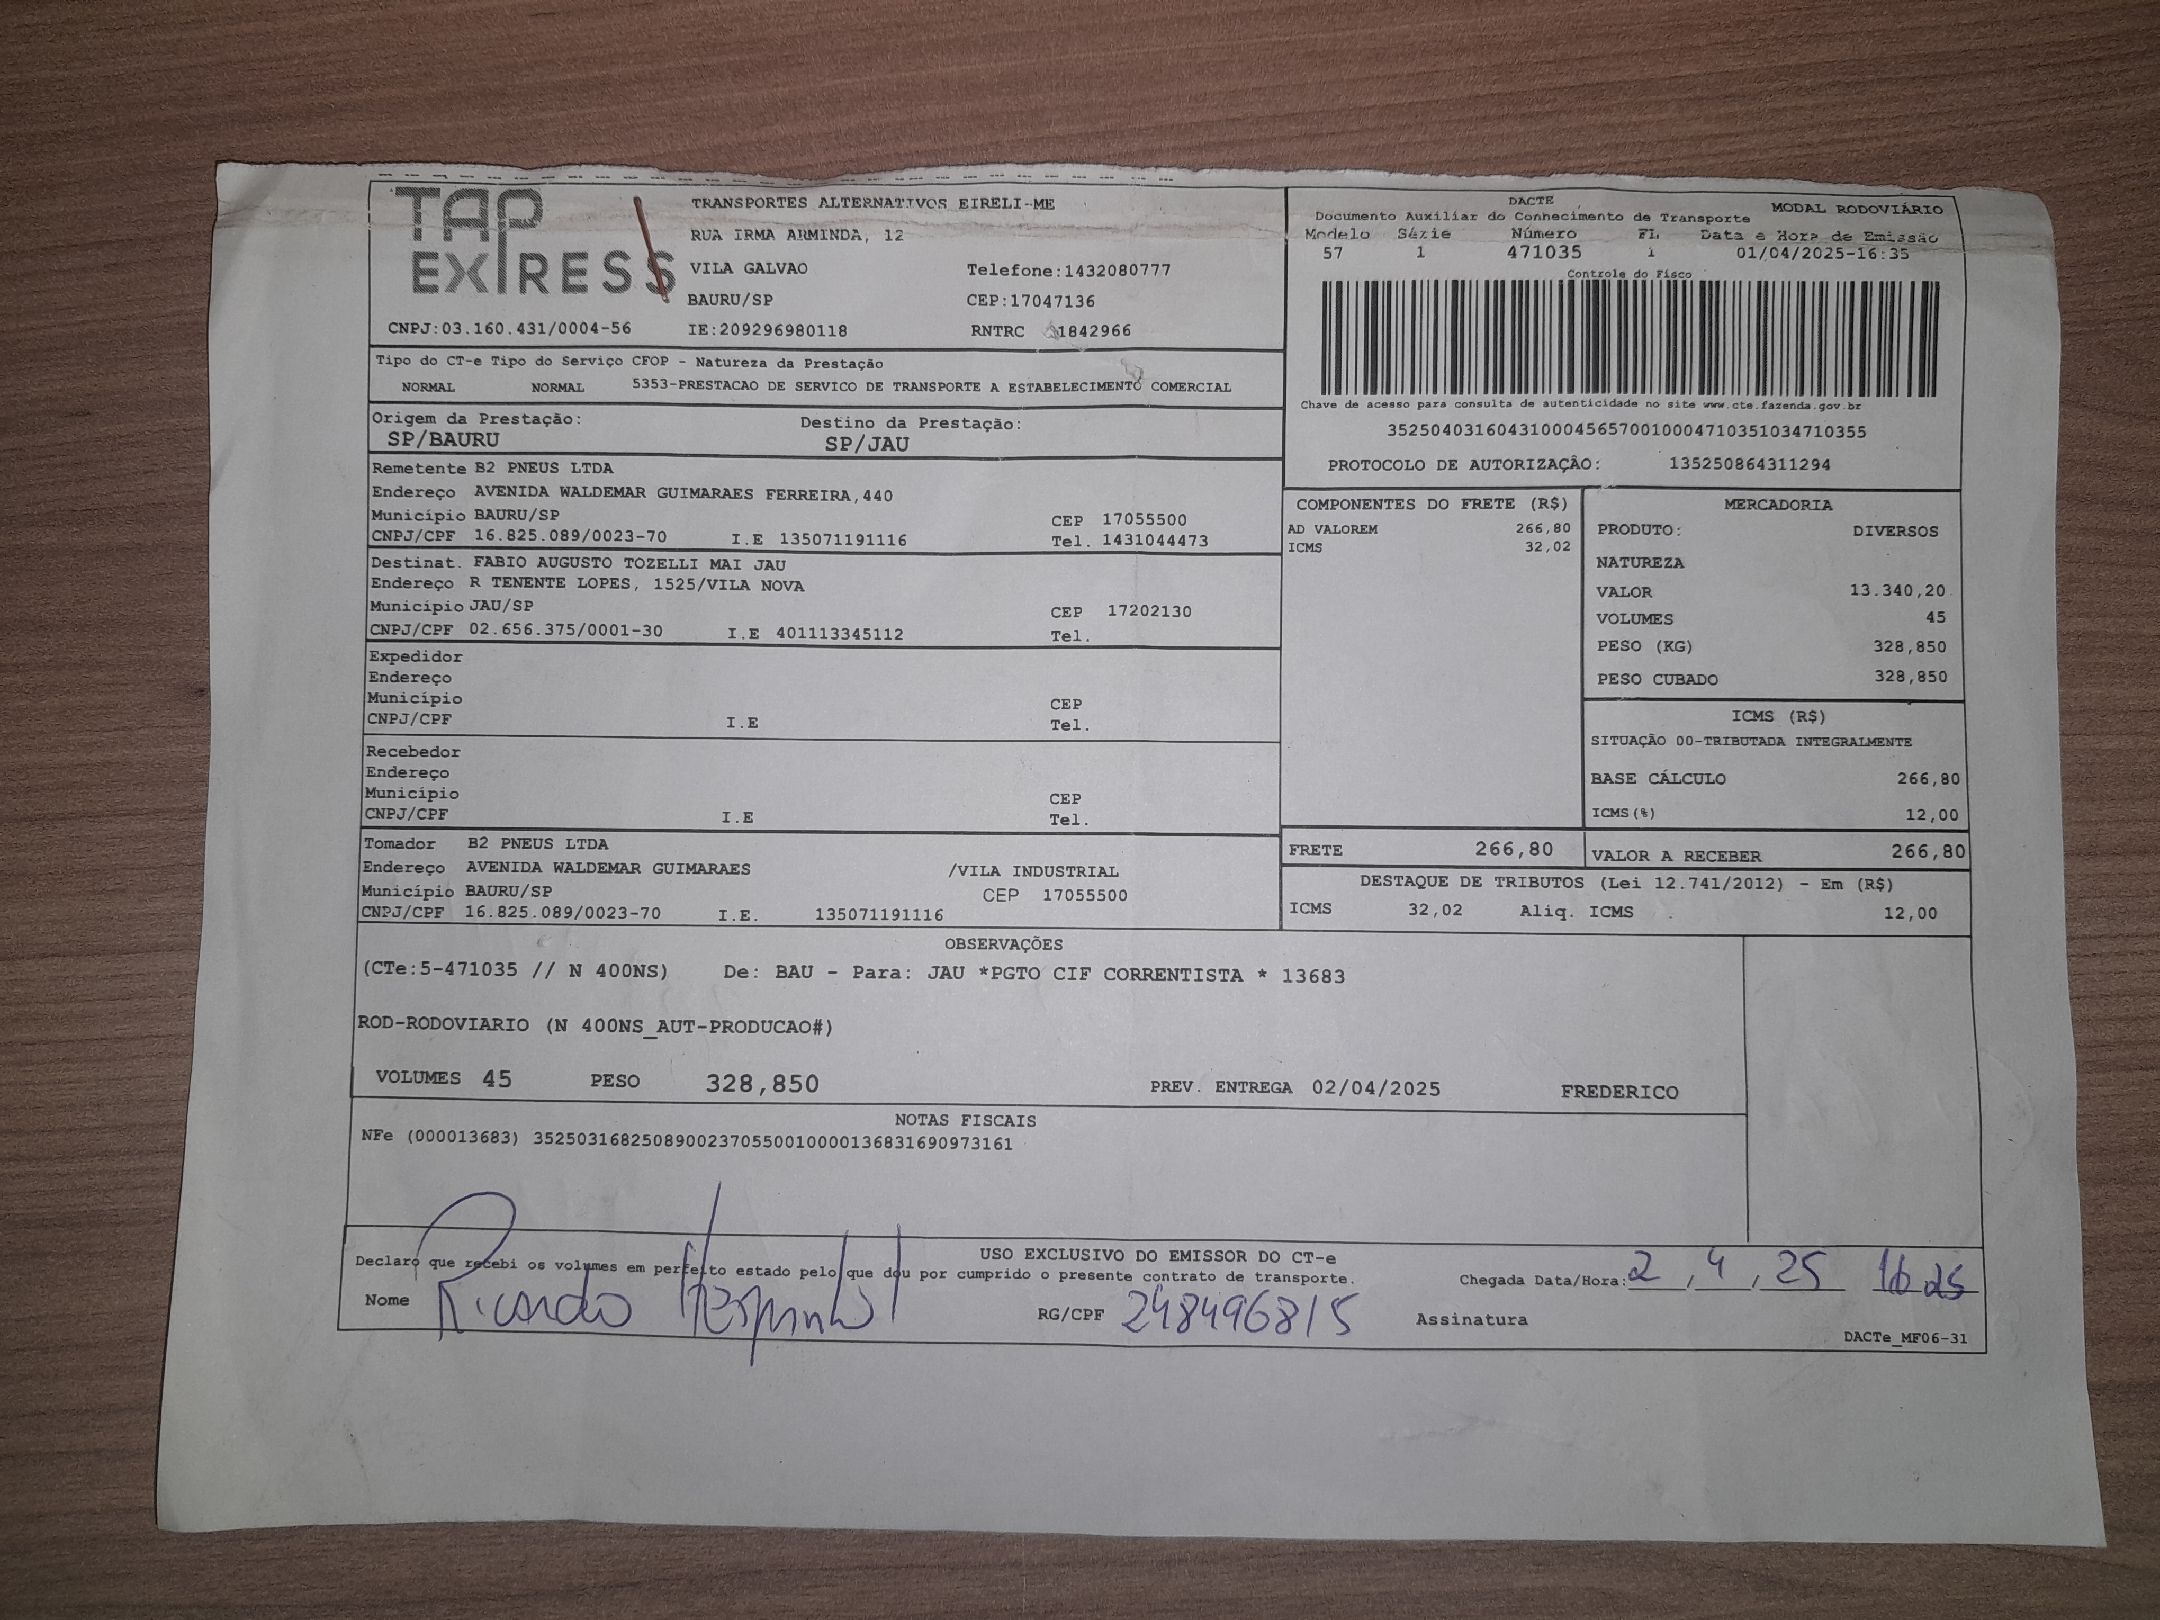 TAP
EXPRESS
TRANSPORTES ALTERNATIVOS EIRELI-ME
RUA IRMA ARMINDA, 12
VILA GALVAO Telefone:1432080777
BAURU/SP CEP:17047136
CNPJ:03.160.431/0004-56 IE:209296980118 RNTRC 1842966
DACTE MODAL RODOVIÁRIO
Documento Auxiliar do Conhecimento de Transporte
Modelo Série Número FL Data e Hora de Emissão
57 1 471035 1 01/04/2025-16:35
Controle do Fisco
Chave de acesso para consulta de autenticidade no site www.cte.fazenda.gov.br
35250403160431000456570010004710351034710355
PROTOCOLO DE AUTORIZAÇÂO: 135250864311294
Tipo do CT-e Tipo do Serviço CFOP - Natureza da Prestação
NORMAL NORMAL 5353-PRESTACAO DE SERVICO DE TRANSPORTE A ESTABELECIMENTO COMERCIAL
Origem da Prestação: Destino da Prestação:
SP/BAURU SP/JAU
Remetente B2 PNEUS LTDA
Endereço AVENIDA WALDEMAR GUIMARAES FERREIRA,440
Município BAURU/SP CEP 17055500
CNPJ/CPF 16.825.089/0023-70 I.E 135071191116 Tel. 1431044473
Destinat. FABIO AUGUSTO TOZELLI MAI JAU
Endereço R TENENTE LOPES, 1525/VILA NOVA
Município JAU/SP CEP 17202130
CNPJ/CPF 02.656.375/0001-30 I.E 401113345112 Tel.
Expedidor
Endereço
Município CEP
CNPJ/CPF I.E Tel.
Recebedor
Endereço
Município CEP
CNPJ/CPF I.E Tel.
Tomador B2 PNEUS LTDA
Endereço AVENIDA WALDEMAR GUIMARAES /VILA INDUSTRIAL
Município BAURU/SP CEP 17055500
CNPJ/CPF 16.825.089/0023-70 I.E. 135071191116
COMPONENTES DO FRETE (R$)
AD VALOREM 266,80
ICMS 32,02
MERCADORIA
PRODUTO: DIVERSOS
NATUREZA
VALOR 13.340,20
VOLUMES 45
PESO (KG) 328,850
PESO CUBADO 328,850
ICMS (R$)
SITUAÇÃO 00-TRIBUTADA INTEGRALMENTE
BASE CÁLCULO 266,80
ICMS(%) 12,00
FRETE 266,80 VALOR A RECEBER 266,80
DESTAQUE DE TRIBUTOS (Lei 12.741/2012) - Em (R$)
ICMS 32,02 Aliq. ICMS 12,00
OBSERVAÇÕES
(CTe:5-471035 // N 400NS) De: BAU - Para: JAU *PGTO CIF CORRENTISTA * 13683
ROD-RODOVIARIO (N 400NS_AUT-PRODUCAO#)
VOLUMES 45 PESO 328,850 PREV. ENTREGA 02/04/2025 FREDERICO
NOTAS FISCAIS
NFe (000013683) 35250316825089002370550010000136831690973161
USO EXCLUSIVO DO EMISSOR DO CT-e
Declaro que recebi os volumes em perfeito estado pelo que dou por cumprido o presente contrato de transporte. Chegada Data/Hora: 2, 4, 25 16 25
Nome Ricardo RG/CPF 248496815 Assinatura
DACTe_MF06-31